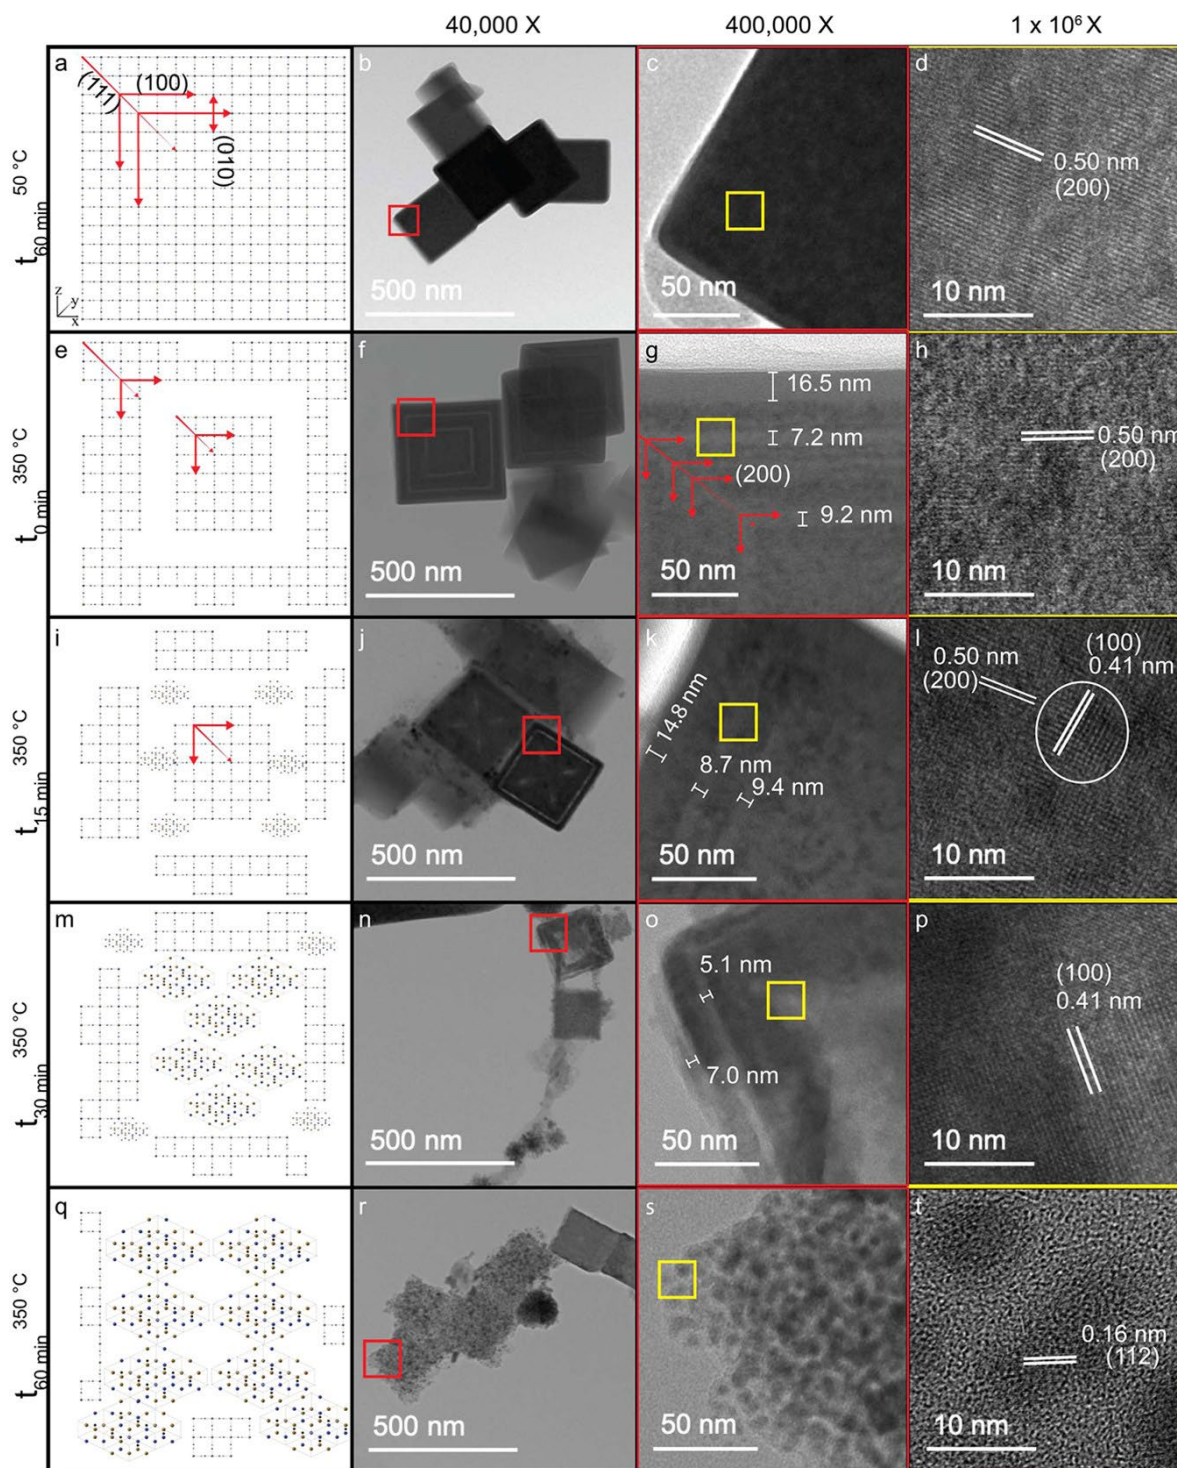 40,000 X 400,000 X 1 x 10⁶ X
t60 min 50 °C
a
(111)
(100)
(010)
z
y
x
b
500 nm
c
50 nm
d
0.50 nm
(200)
10 nm
t0 min 350 °C
e
f
500 nm
g
16.5 nm
7.2 nm
(200)
9.2 nm
50 nm
h
0.50 nm
(200)
10 nm
t15 min 350 °C
i
j
500 nm
k
14.8 nm
8.7 nm
9.4 nm
50 nm
l
0.50 nm
(200)
(100)
0.41 nm
10 nm
t30 min 350 °C
m
n
500 nm
o
5.1 nm
7.0 nm
50 nm
p
(100)
0.41 nm
10 nm
t60 min 350 °C
q
r
500 nm
s
50 nm
t
0.16 nm
(112)
10 nm